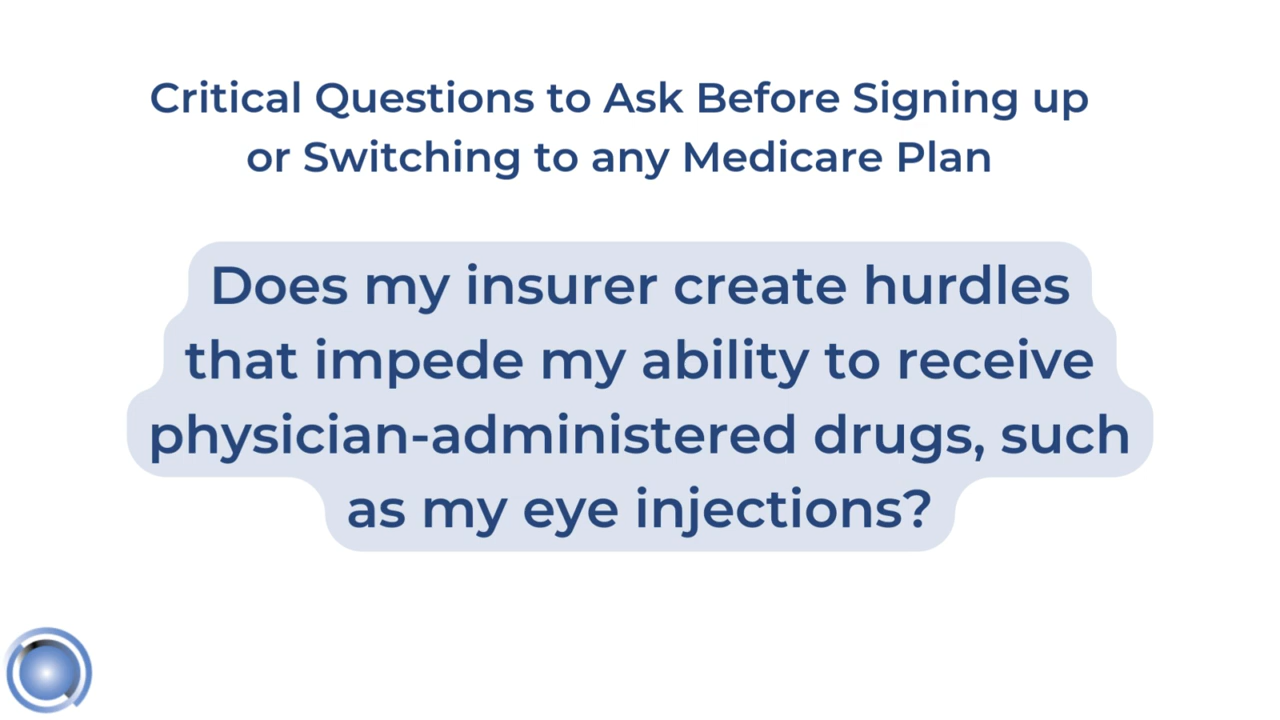 Critical Questions to Ask Before Signing up
or Switching to any Medicare Plan
Does my insurer create hurdles
that impede my ability to receive
physician-administered drugs, such
as my eye injections?